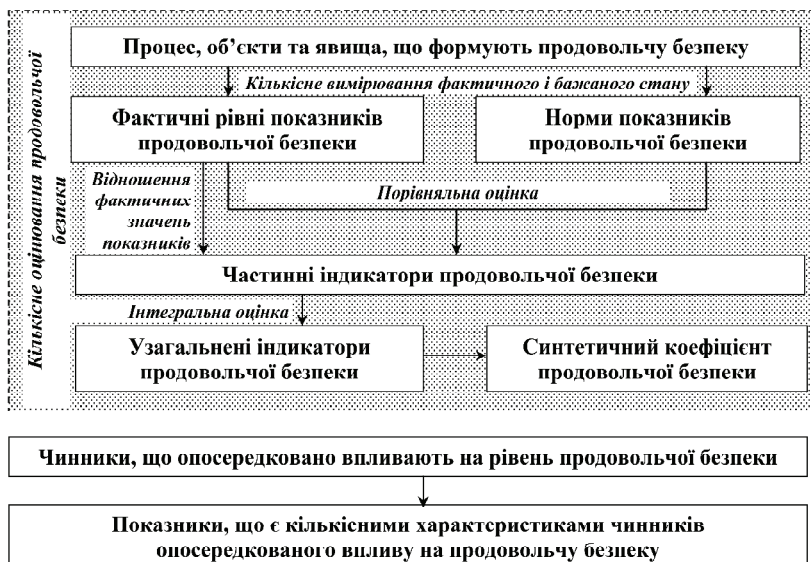 Кількісне оцінювання продовольчої
безпеки
Процес, об’єкти та явища, що формують продовольчу безпеку
Кількісне вимірювання фактичного і бажаного стану
Фактичні рівні показників
продовольчої безпеки
Норми показників
продовольчої безпеки
Відношення
фактичних
значень
показників
Порівняльна оцінка
Частинні індикатори продовольчої безпеки
Інтегральна оцінка
Узагальнені індикатори
продовольчої безпеки
Синтетичний коефіцієнт
продовольчої безпеки
Чинники, що опосередковано впливають на рівень продовольчої безпеки
Показники, що є кількісними характеристиками чинників
опосередкованого впливу на продовольчу безпеку